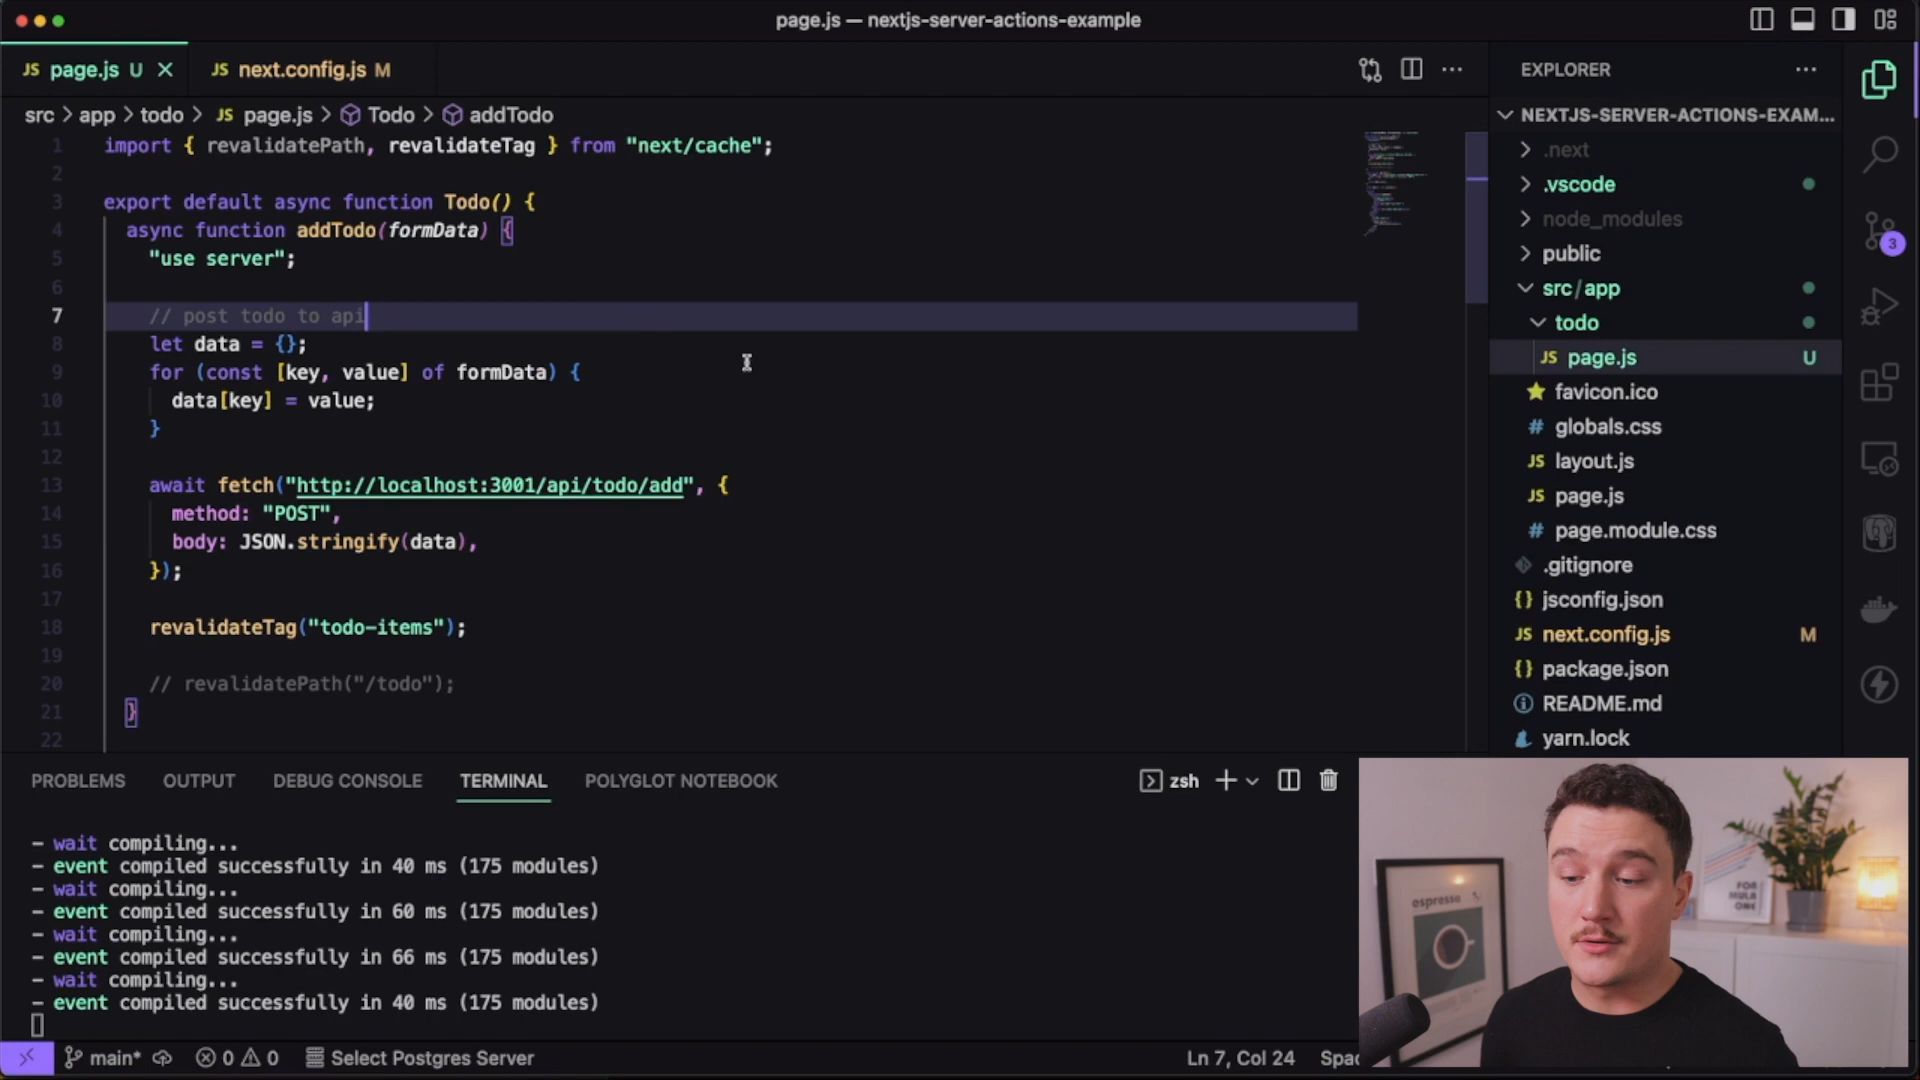 page.js — nextjs-server-actions-example
JS page.js U
JS next.config.js M
src > app > todo > JS page.js > Todo > addTodo
1 import { revalidatePath, revalidateTag } from "next/cache";
2
3 export default async function Todo() {
4 async function addTodo(formData) {
5 "use server";
6
7 // post todo to api
8 let data = {};
9 for (const [key, value] of formData) {
10 data[key] = value;
11 }
12
13 await fetch("http://localhost:3001/api/todo/add", {
14 method: "POST",
15 body: JSON.stringify(data),
16 });
17
18 revalidateTag("todo-items");
19
20 // revalidatePath("/todo");
21 }
22
EXPLORER
NEXTJS-SERVER-ACTIONS-EXAM...
.next
.vscode
node_modules
public
src/app
todo
JS page.js U
favicon.ico
# globals.css
JS layout.js
JS page.js
# page.module.css
.gitignore
{} jsconfig.json
JS next.config.js M
{} package.json
README.md
yarn.lock
3
PROBLEMS OUTPUT DEBUG CONSOLE TERMINAL POLYGLOT NOTEBOOK
zsh
- wait compiling...
- event compiled successfully in 40 ms (175 modules)
- wait compiling...
- event compiled successfully in 60 ms (175 modules)
- wait compiling...
- event compiled successfully in 66 ms (175 modules)
- wait compiling...
- event compiled successfully in 40 ms (175 modules)
espresso
FOR
MULA
ONE
main* 0 0 Select Postgres Server
Ln 7, Col 24 Spac